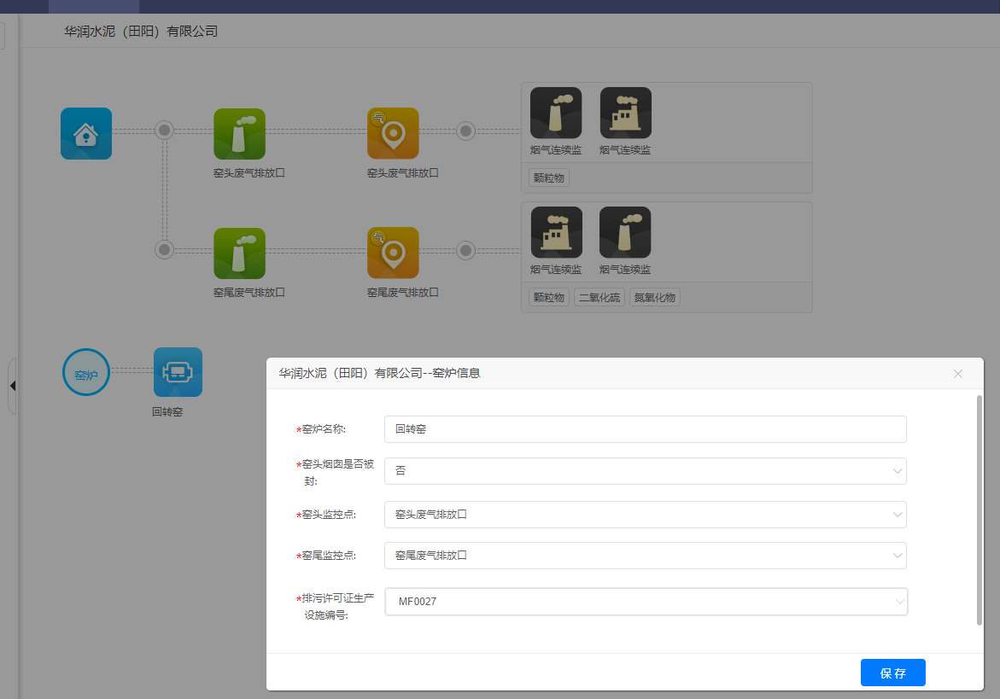 华润水泥（田阳）有限公司
气
烟气连续监
烟气连续监
窑头废气排放口
窑头废气排放口
颗粒物
气
烟气连续监
烟气连续监
窑尾废气排放口
窑尾废气排放口
颗粒物
二氧化硫
氮氧化物
窑炉
回转窑
华润水泥（田阳）有限公司--窑炉信息
*窑炉名称:
回转窑
*窑头烟囱是否被
封:
否
*窑头监控点:
窑头废气排放口
*窑尾监控点:
窑尾废气排放口
*排污许可证生产
设施编号:
MF0027
保存